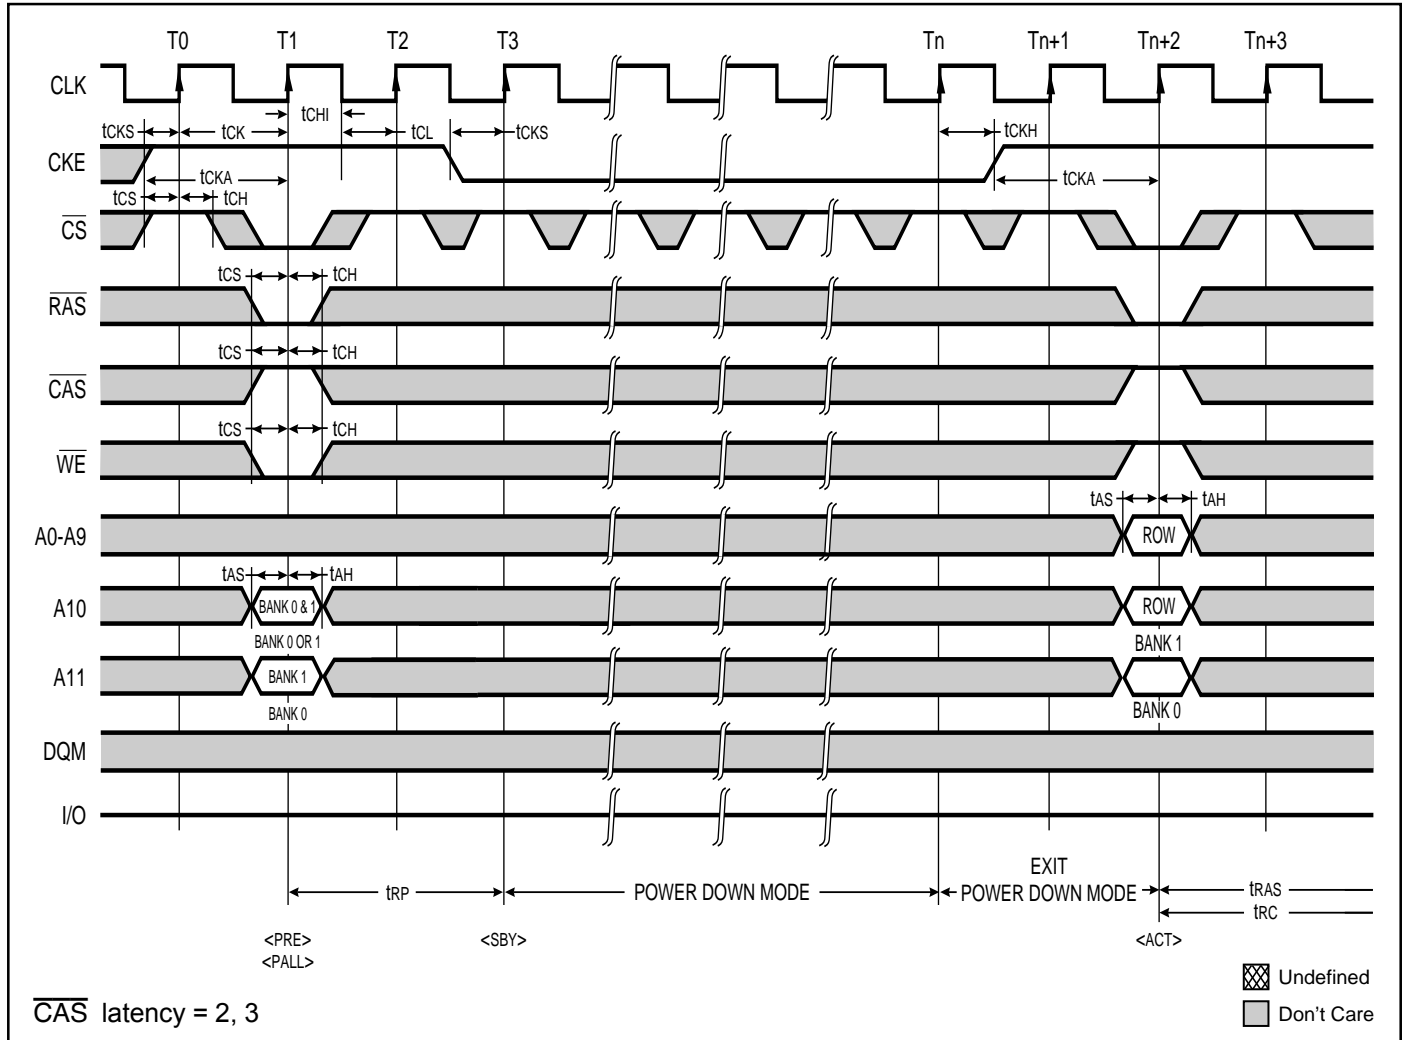 T0 T1 T2 T3 Tn Tn+1 Tn+2 Tn+3
CLK
tCHI
tCKS tCK tCL tCKS tCKH
CKE
tCKA tCKA
tCS tCH
CS
tCS tCH
RAS
tCS tCH
CAS
tCS tCH
WE
tAS tAH
A0-A9 ROW
tAS tAH
A10 BANK 0 & 1 ROW
BANK 0 OR 1 BANK 1
A11 BANK 1
BANK 0 BANK 0
DQM
I/O
EXIT
tRP POWER DOWN MODE POWER DOWN MODE tRAS
tRC
<PRE> <SBY> <ACT>
<PALL>
Undefined
CAS latency = 2, 3
Don't Care